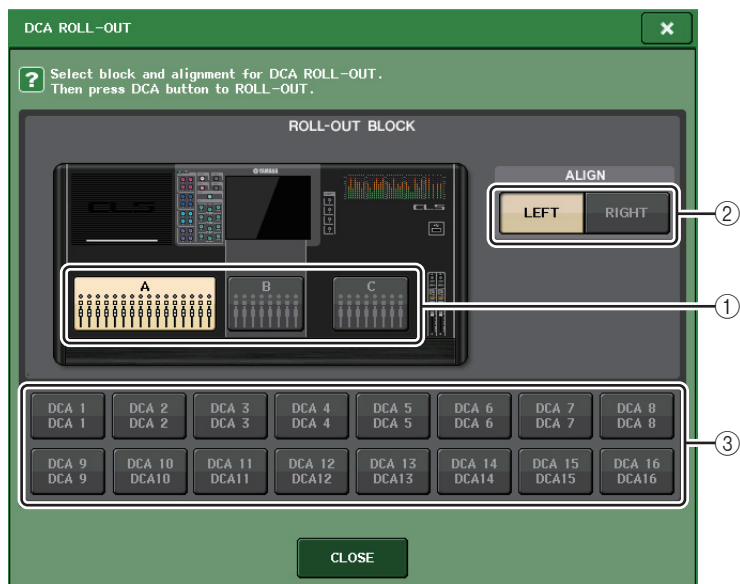 DCA ROLL-OUT
?
Select block and alignment for DCA ROLL-OUT.
Then press DCA button to ROLL-OUT.
ROLL-OUT BLOCK
YAMAHA
CL5
CL5
ALIGN
LEFT RIGHT
②
A B C
①
DCA 1 DCA 2 DCA 3 DCA 4 DCA 5 DCA 6 DCA 7 DCA 8
DCA 1 DCA 2 DCA 3 DCA 4 DCA 5 DCA 6 DCA 7 DCA 8
③
DCA 9 DCA 10 DCA 11 DCA 12 DCA 13 DCA 14 DCA 15 DCA 16
DCA 9 DCA10 DCA11 DCA12 DCA13 DCA14 DCA15 DCA16
CLOSE